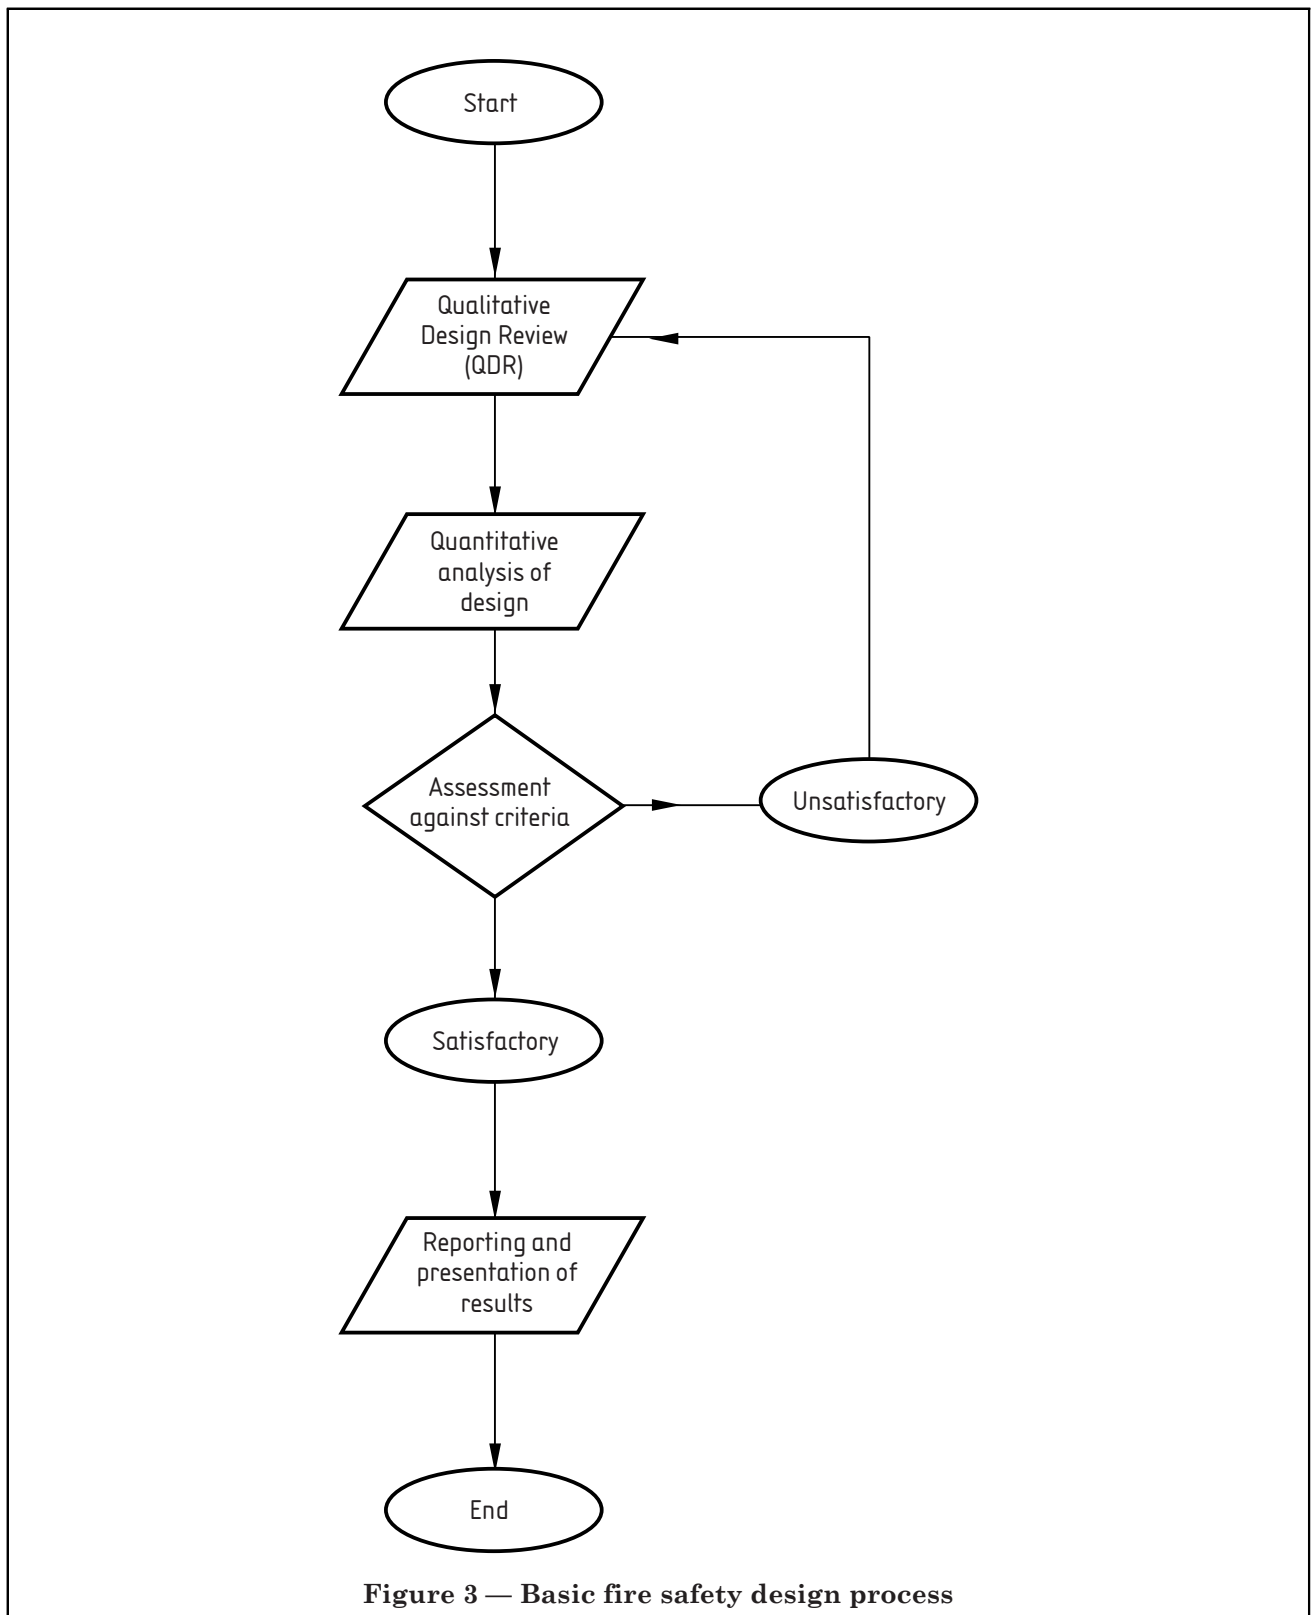 Start
Qualitative
Design Review
(QDR)
Quantitative
analysis of
design
Assessment
against criteria
Unsatisfactory
Satisfactory
Reporting and
presentation of
results
End
Figure 3 — Basic fire safety design process